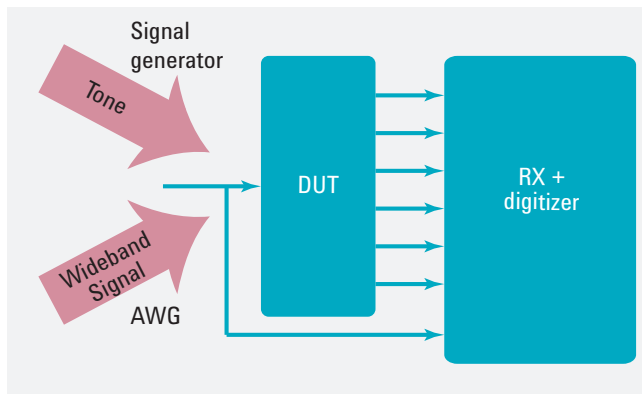 Signal
generator
Tone
DUT
RX +
digitizer
Wideband
Signal
AWG